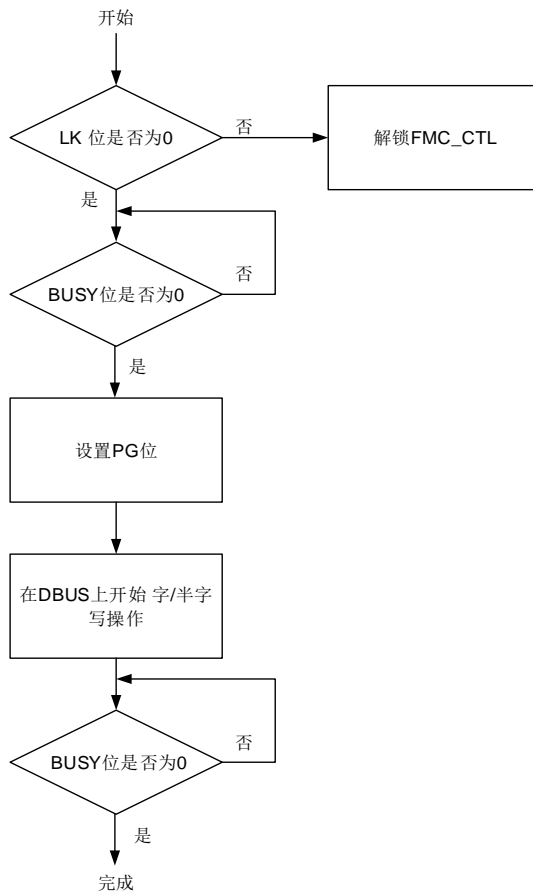 开始
LK 位是否为0
否
解锁FMC_CTL
是
BUSY位是否为0
否
是
设置PG位
在DBUS上开始 字/半字
写操作
BUSY位是否为0
否
是
完成